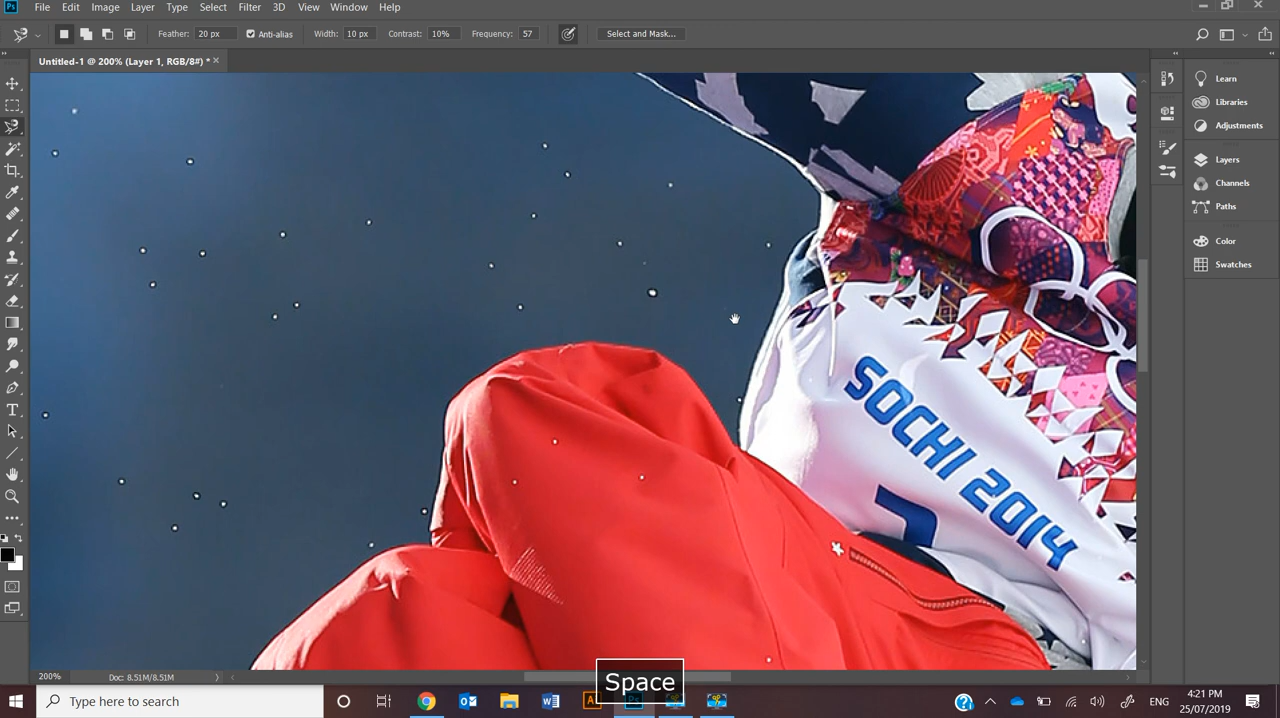 Ps File Edit Image Layer Type Select Filter 3D View Window Help
Feather: 20 px Anti-alias Width: 10 px Contrast: 10% Frequency: 57 Select and Mask...
Untitled-1 @ 200% (Layer 1, RGB/8#) *
Learn
Libraries
Adjustments
Layers
Channels
Paths
Color
Swatches
SOCHI 2014
200% Doc: 8.51M/8.51M
Space
Type here to search
Ai
Ps
ENG
4:21 PM
25/07/2019